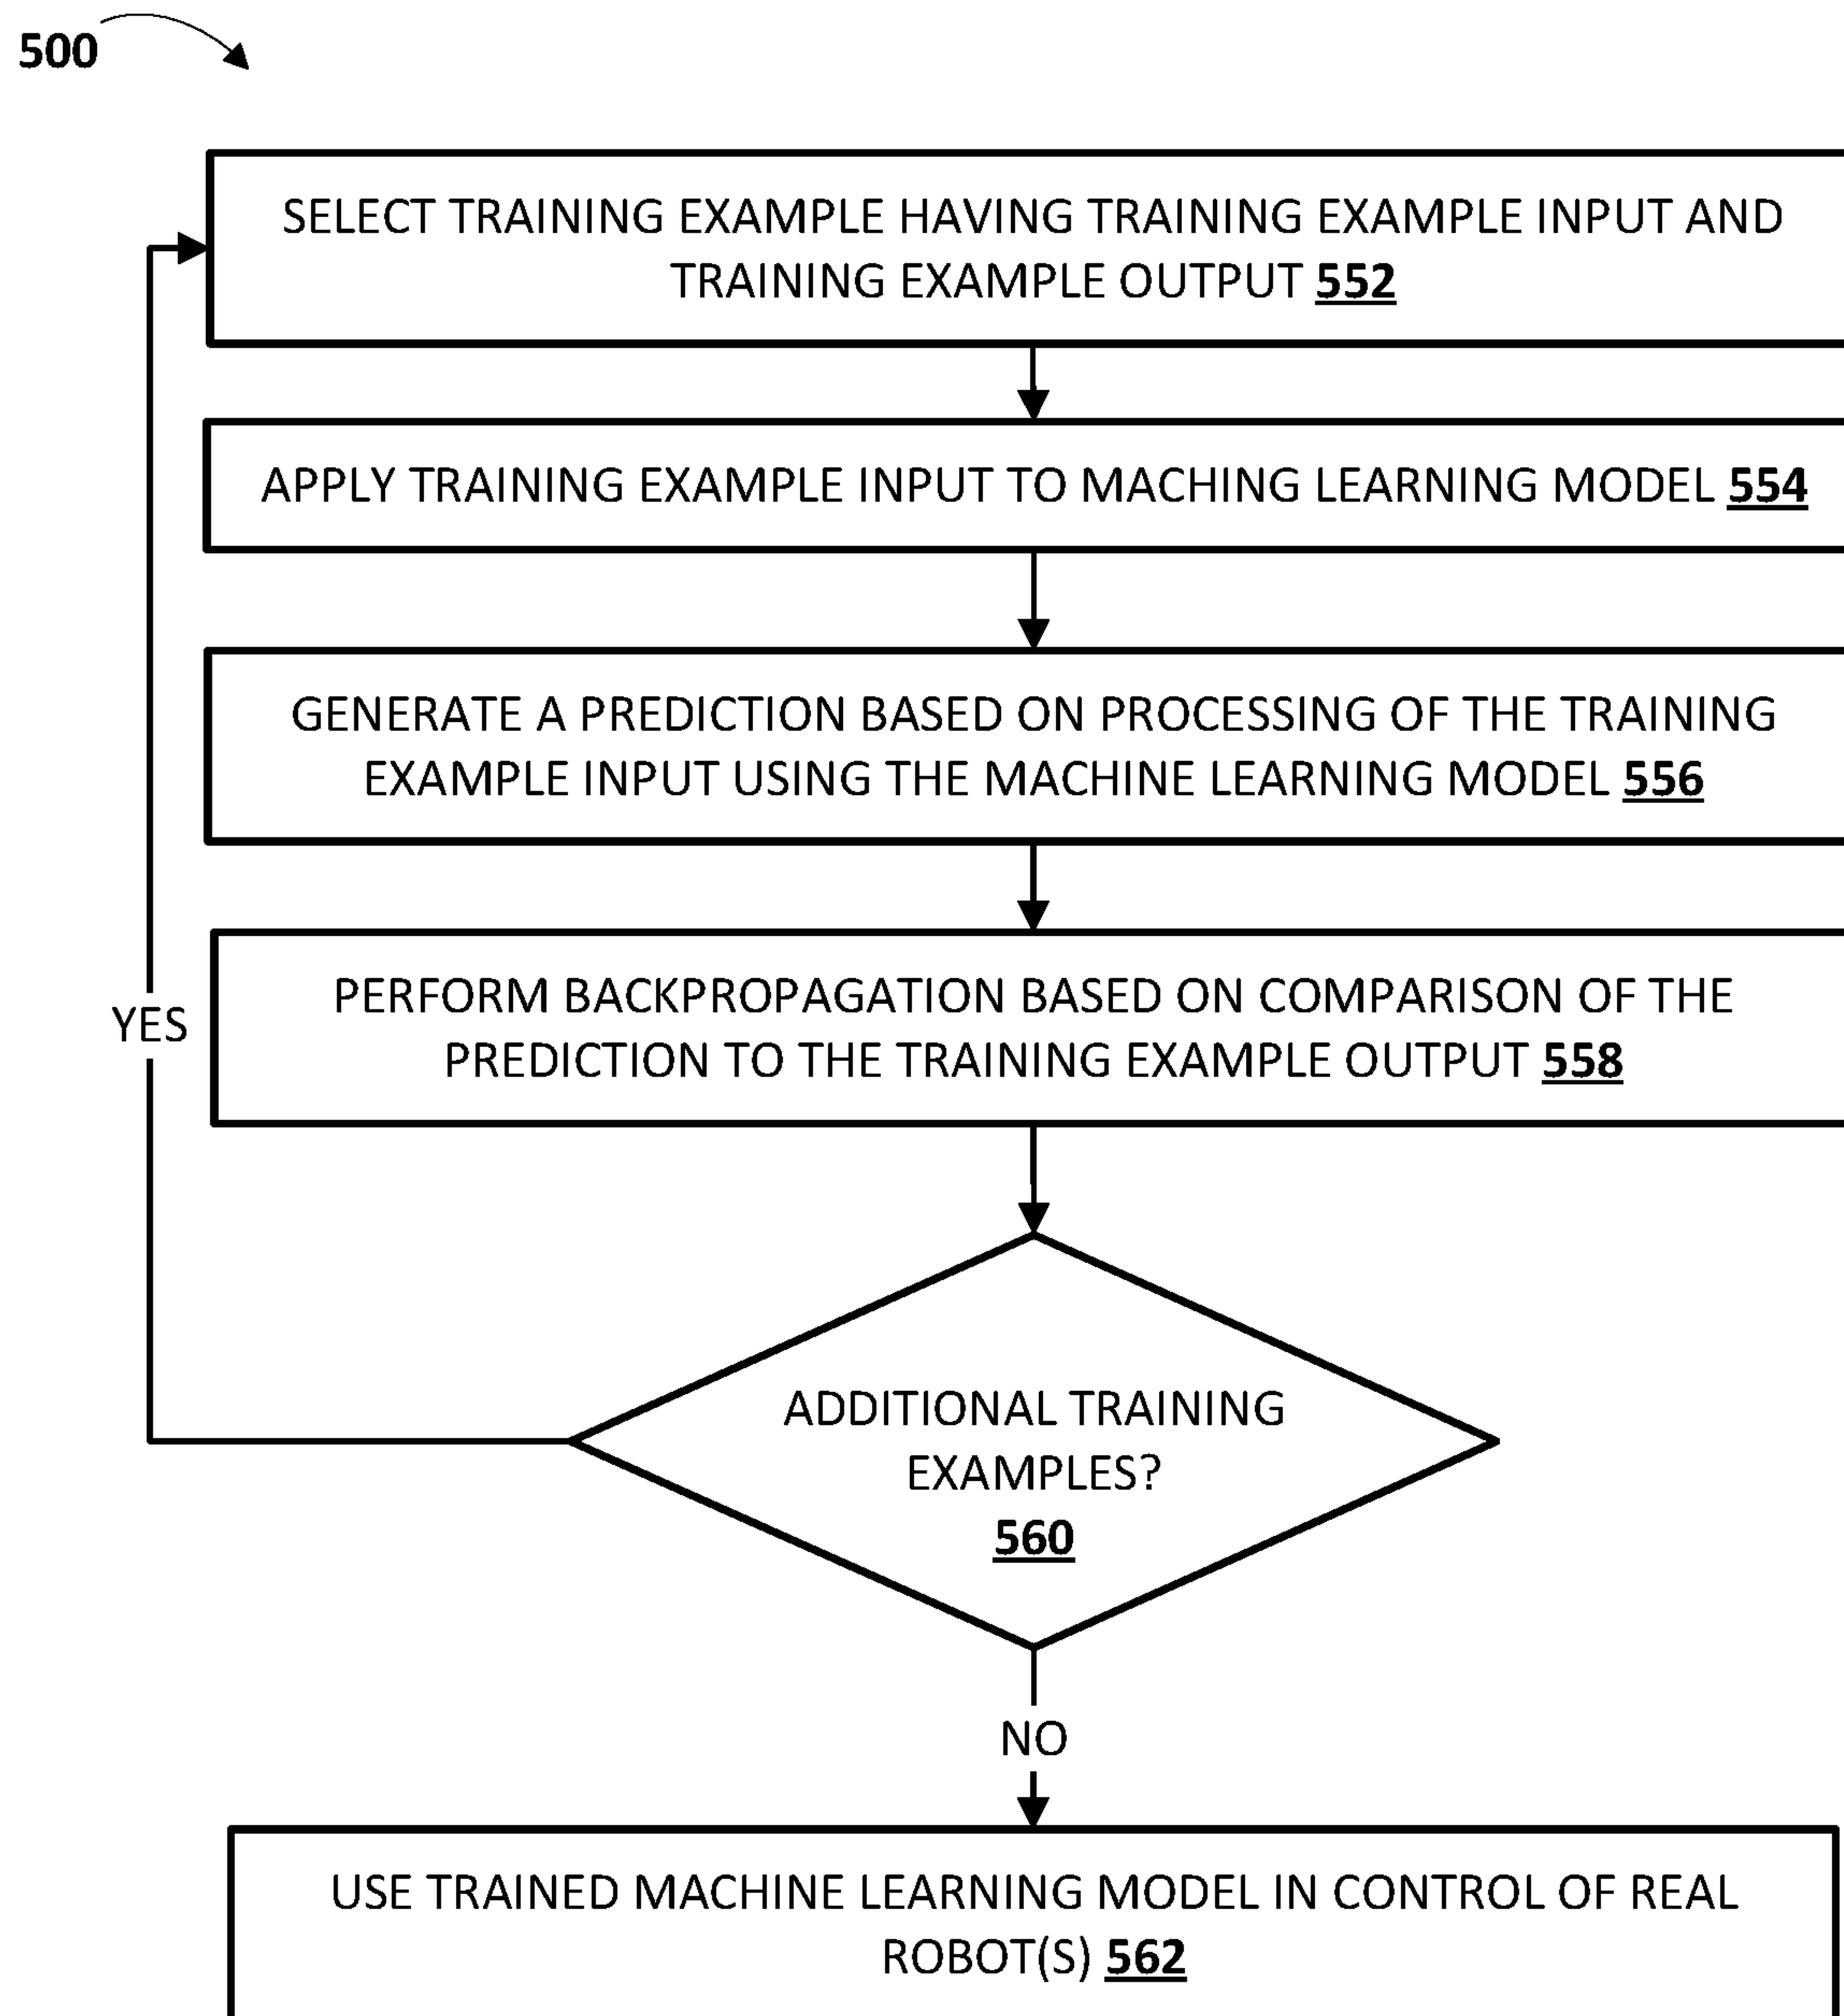 500
SELECT TRAINING EXAMPLE HAVING TRAINING EXAMPLE INPUT AND
TRAINING EXAMPLE OUTPUT 552
APPLY TRAINING EXAMPLE INPUT TO MACHING LEARNING MODEL 554
GENERATE A PREDICTION BASED ON PROCESSING OF THE TRAINING
EXAMPLE INPUT USING THE MACHINE LEARNING MODEL 556
PERFORM BACKPROPAGATION BASED ON COMPARISON OF THE
PREDICTION TO THE TRAINING EXAMPLE OUTPUT 558
YES
ADDITIONAL TRAINING
EXAMPLES?
560
NO
USE TRAINED MACHINE LEARNING MODEL IN CONTROL OF REAL
ROBOT(S) 562